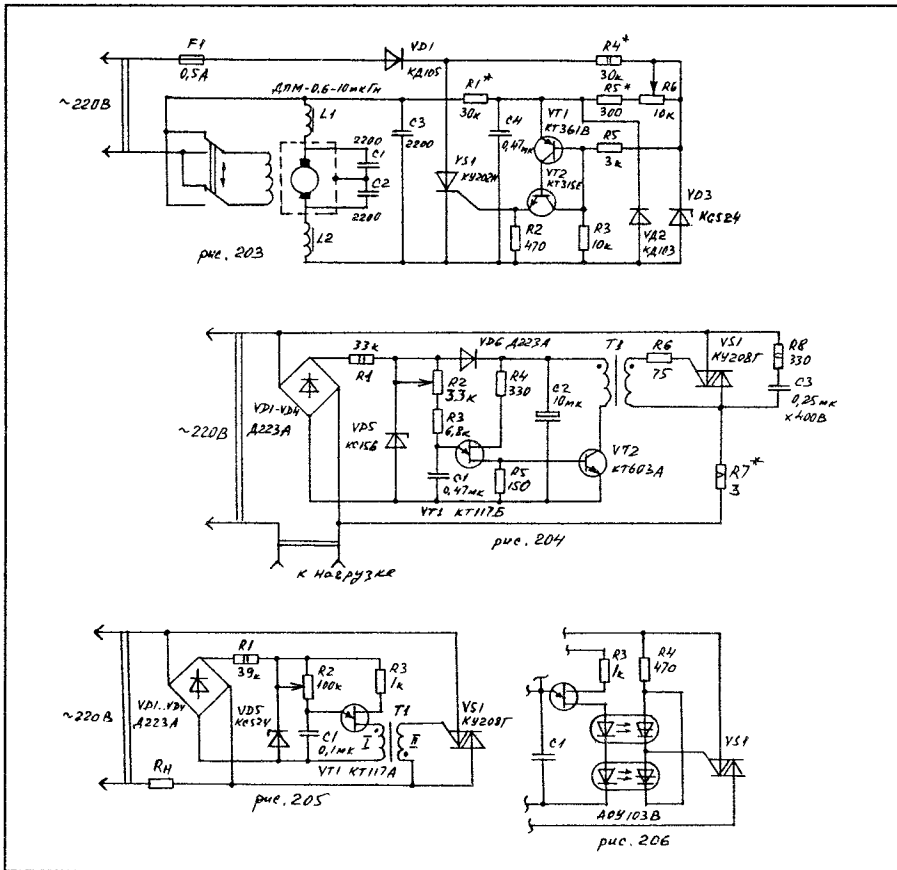 F1
0,5А
VD1
КД105
R4*
30к
~220В
ДПМ-0,6-10мкГн
L1
R1*
30к
R5*
300
R6
10к
C3
2200
C4
0,47мк
VT1
КТ361В
R5
3к
2200
C1
C2
2200
VS1
КУ202Н
VT2
КТ315Е
VD3
КС524
L2
R2
470
R3
10к
VД2
КД103
рис. 203
33к
R1
VD6 Д223А
T1
R6
75
VS1
КУ208Г
R8
330
C3
0,25мк
х400В
R2
3,3к
R4
330
C2
10мк
VD1-VD4
Д223А
~220В
VD5
КС156
R3
6,8к
C1
0,47мк
R5
150
VT2
КТ603А
R7*
3
VT1 КТ117Б
рис. 204
к нагрузке
R1
39к
R2
100к
R3
1к
T1
VS1
КУ208Г
~220В
VD1..VD4
Д223А
VD5
КС524
C1
0,1мк
I
II
VT1 КТ117А
Rн
рис. 205
R3
1к
R4
470
C1
VS1
АОУ103В
рис. 206